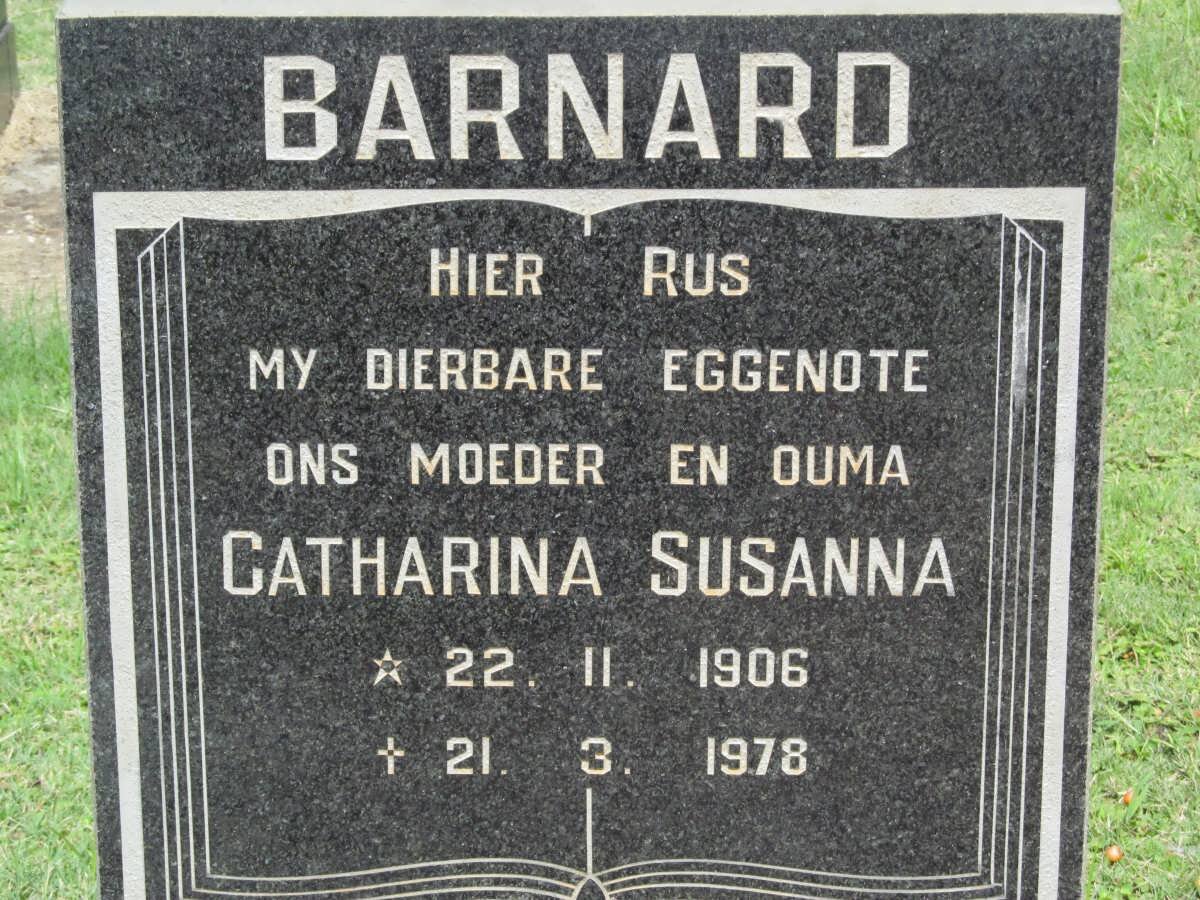 BARNARD
HIER RUS
MY DIERBARE EGGENOTE
ONS MOEDER EN OUMA
CATHARINA SUSANNA
☆ 22. 11. 1906
✝ 21. 3. 1978